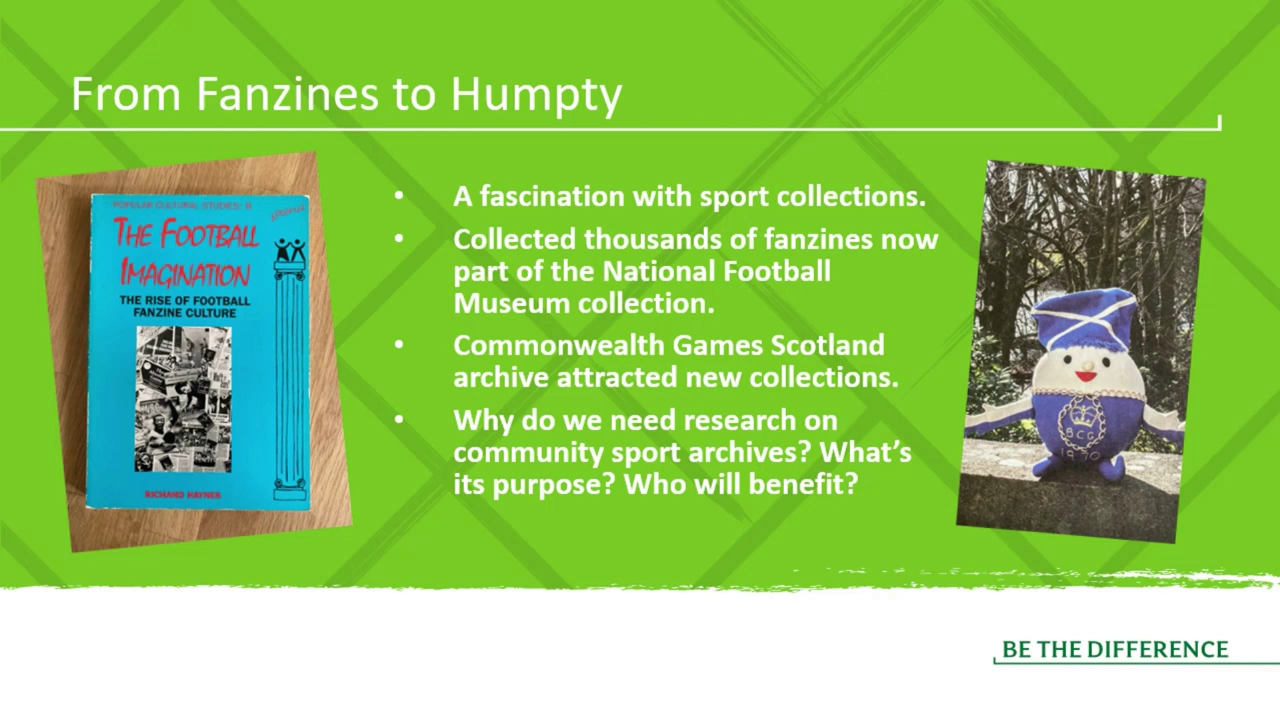 From Fanzines to Humpty
POPULAR CULTURAL STUDIES: 8
THE FOOTBALL
IMAGINATION
THE RISE OF FOOTBALL
FANZINE CULTURE
RICHARD HAYNES
• A fascination with sport collections.
• Collected thousands of fanzines now
part of the National Football
Museum collection.
• Commonwealth Games Scotland
archive attracted new collections.
• Why do we need research on
community sport archives? What's
its purpose? Who will benefit?
BCG
1970
BE THE DIFFERENCE